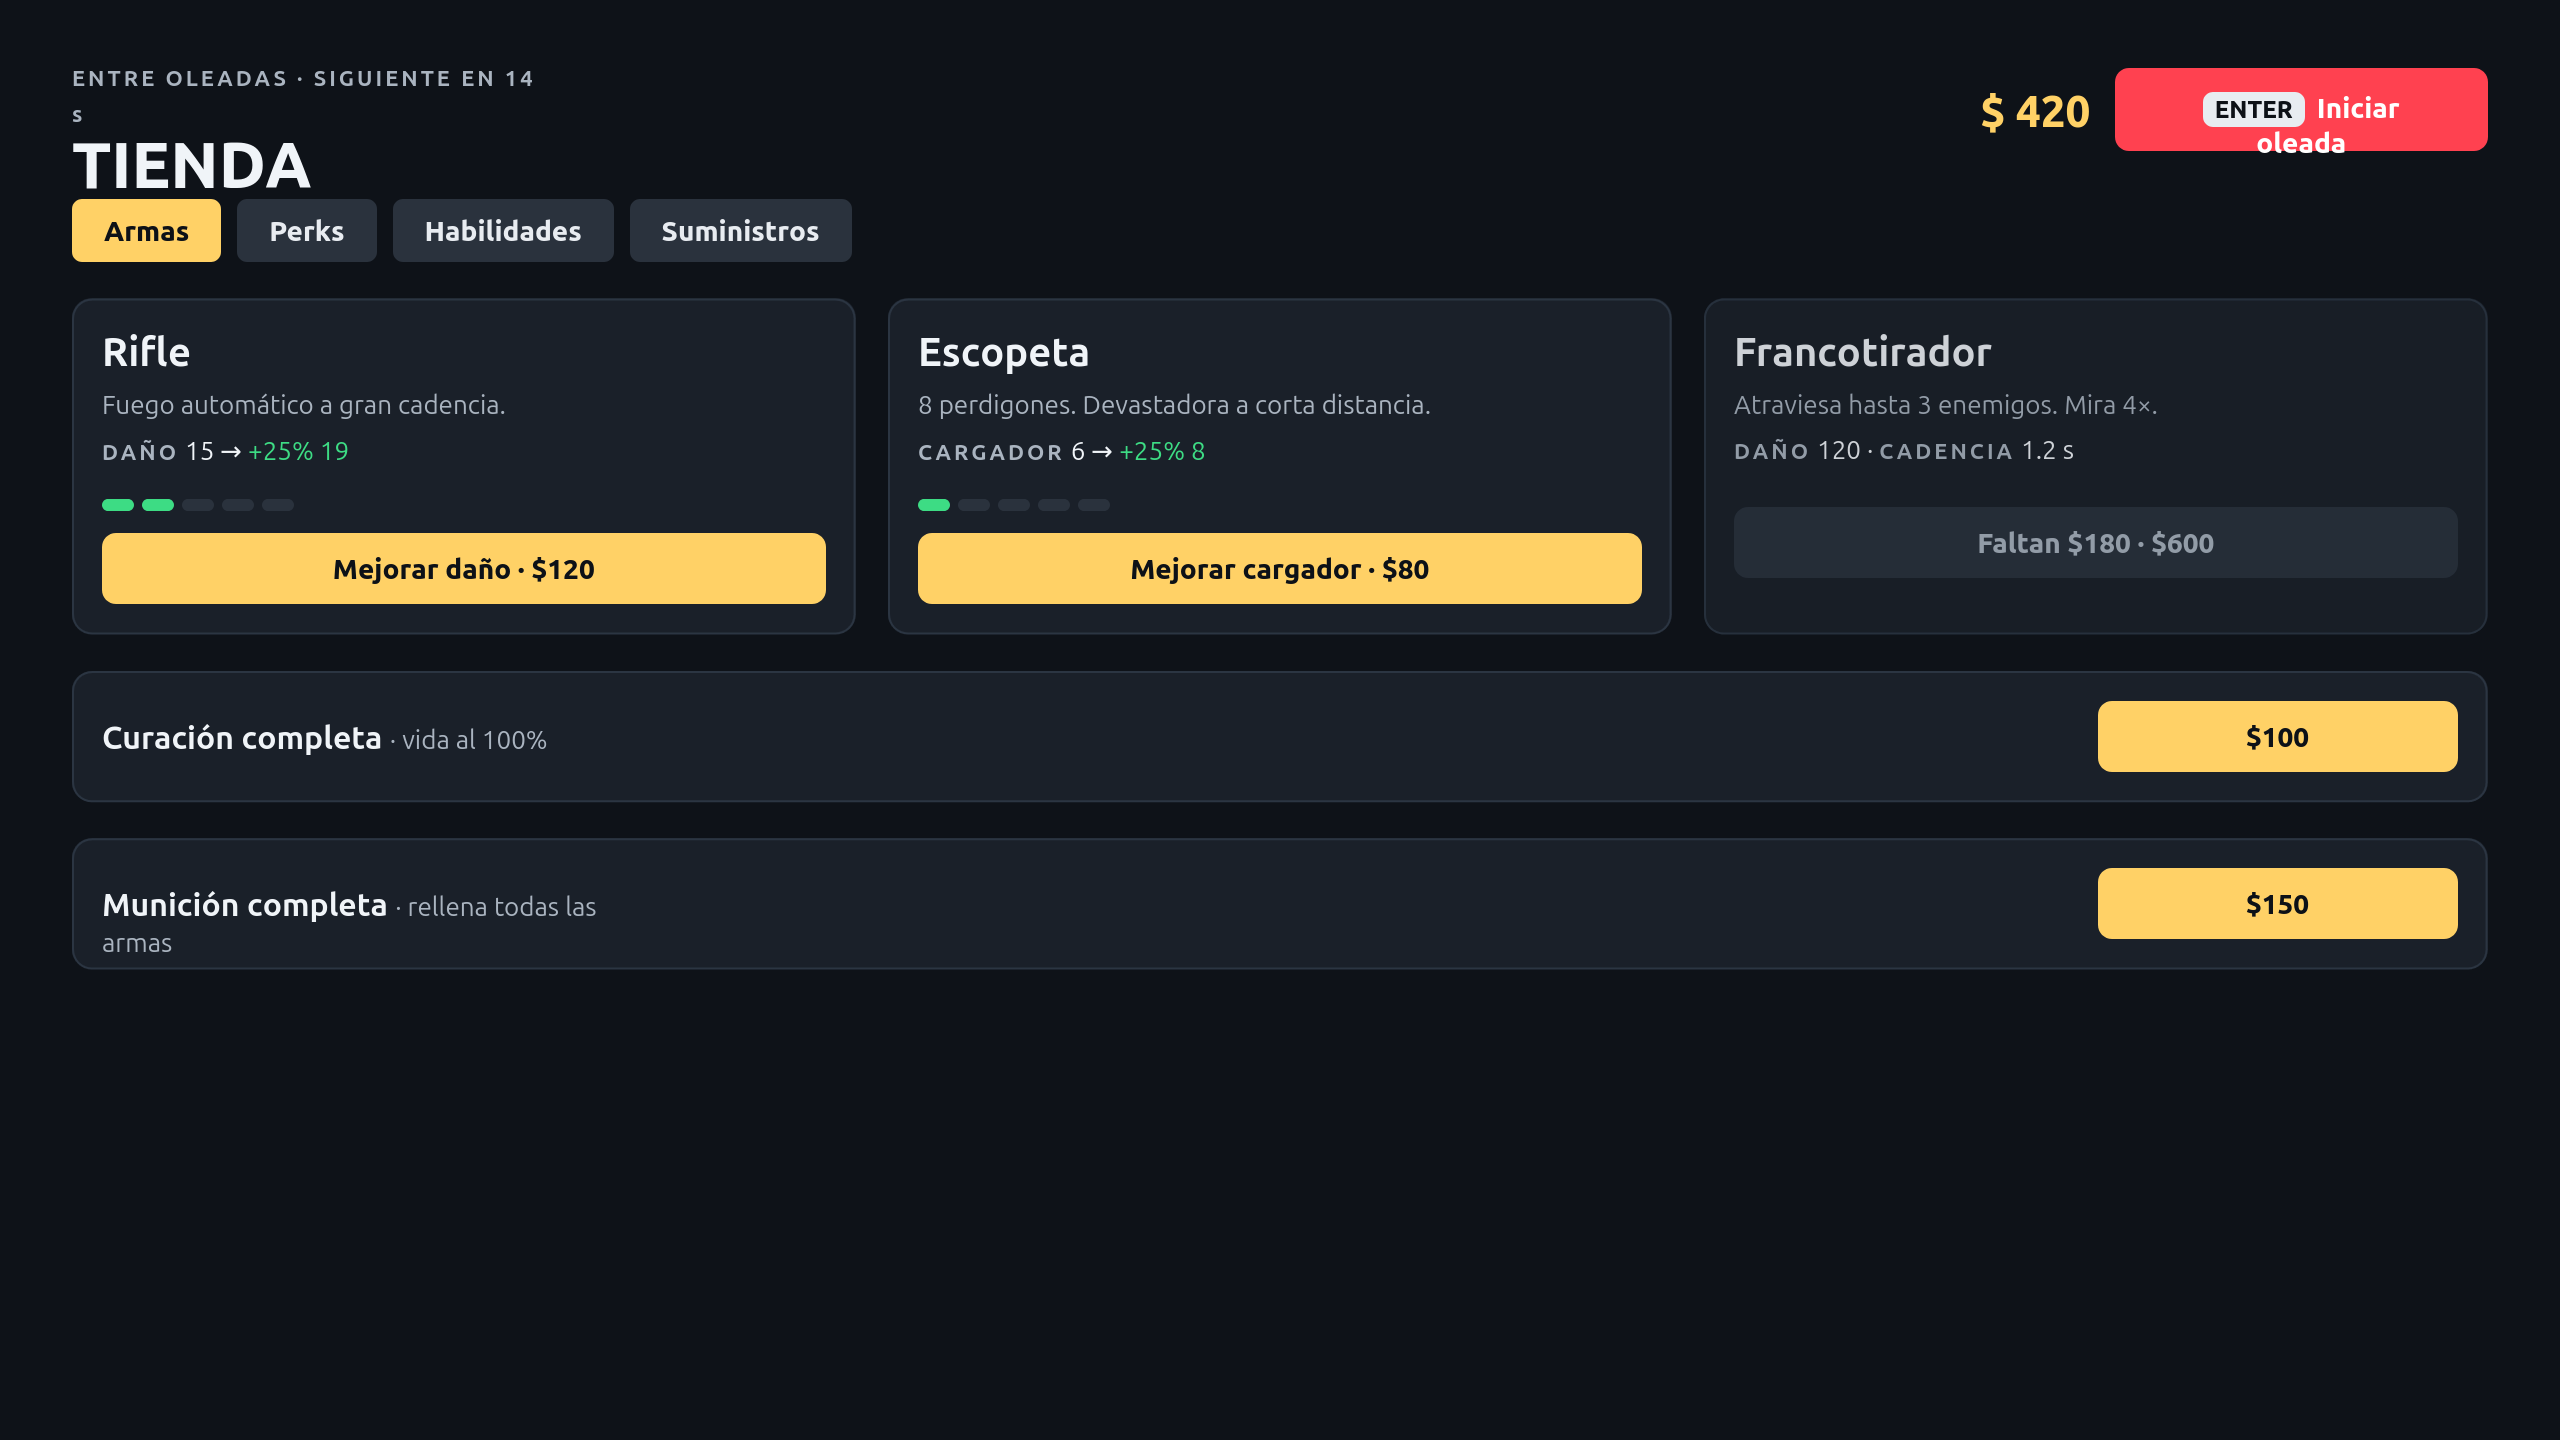 ENTRE OLEADAS · SIGUIENTE EN 14
s
TIENDA
$ 420
ENTER Iniciar
oleada
Armas
Perks
Habilidades
Suministros
Rifle
Fuego automático a gran cadencia.
DAÑO 15 → +25% 19
Mejorar daño · $120
Escopeta
8 perdigones. Devastadora a corta distancia.
CARGADOR 6 → +25% 8
Mejorar cargador · $80
Francotirador
Atraviesa hasta 3 enemigos. Mira 4×.
DAÑO 120 · CADENCIA 1.2 s
Faltan $180 · $600
Curación completa · vida al 100%
$100
Munición completa · rellena todas las
armas
$150